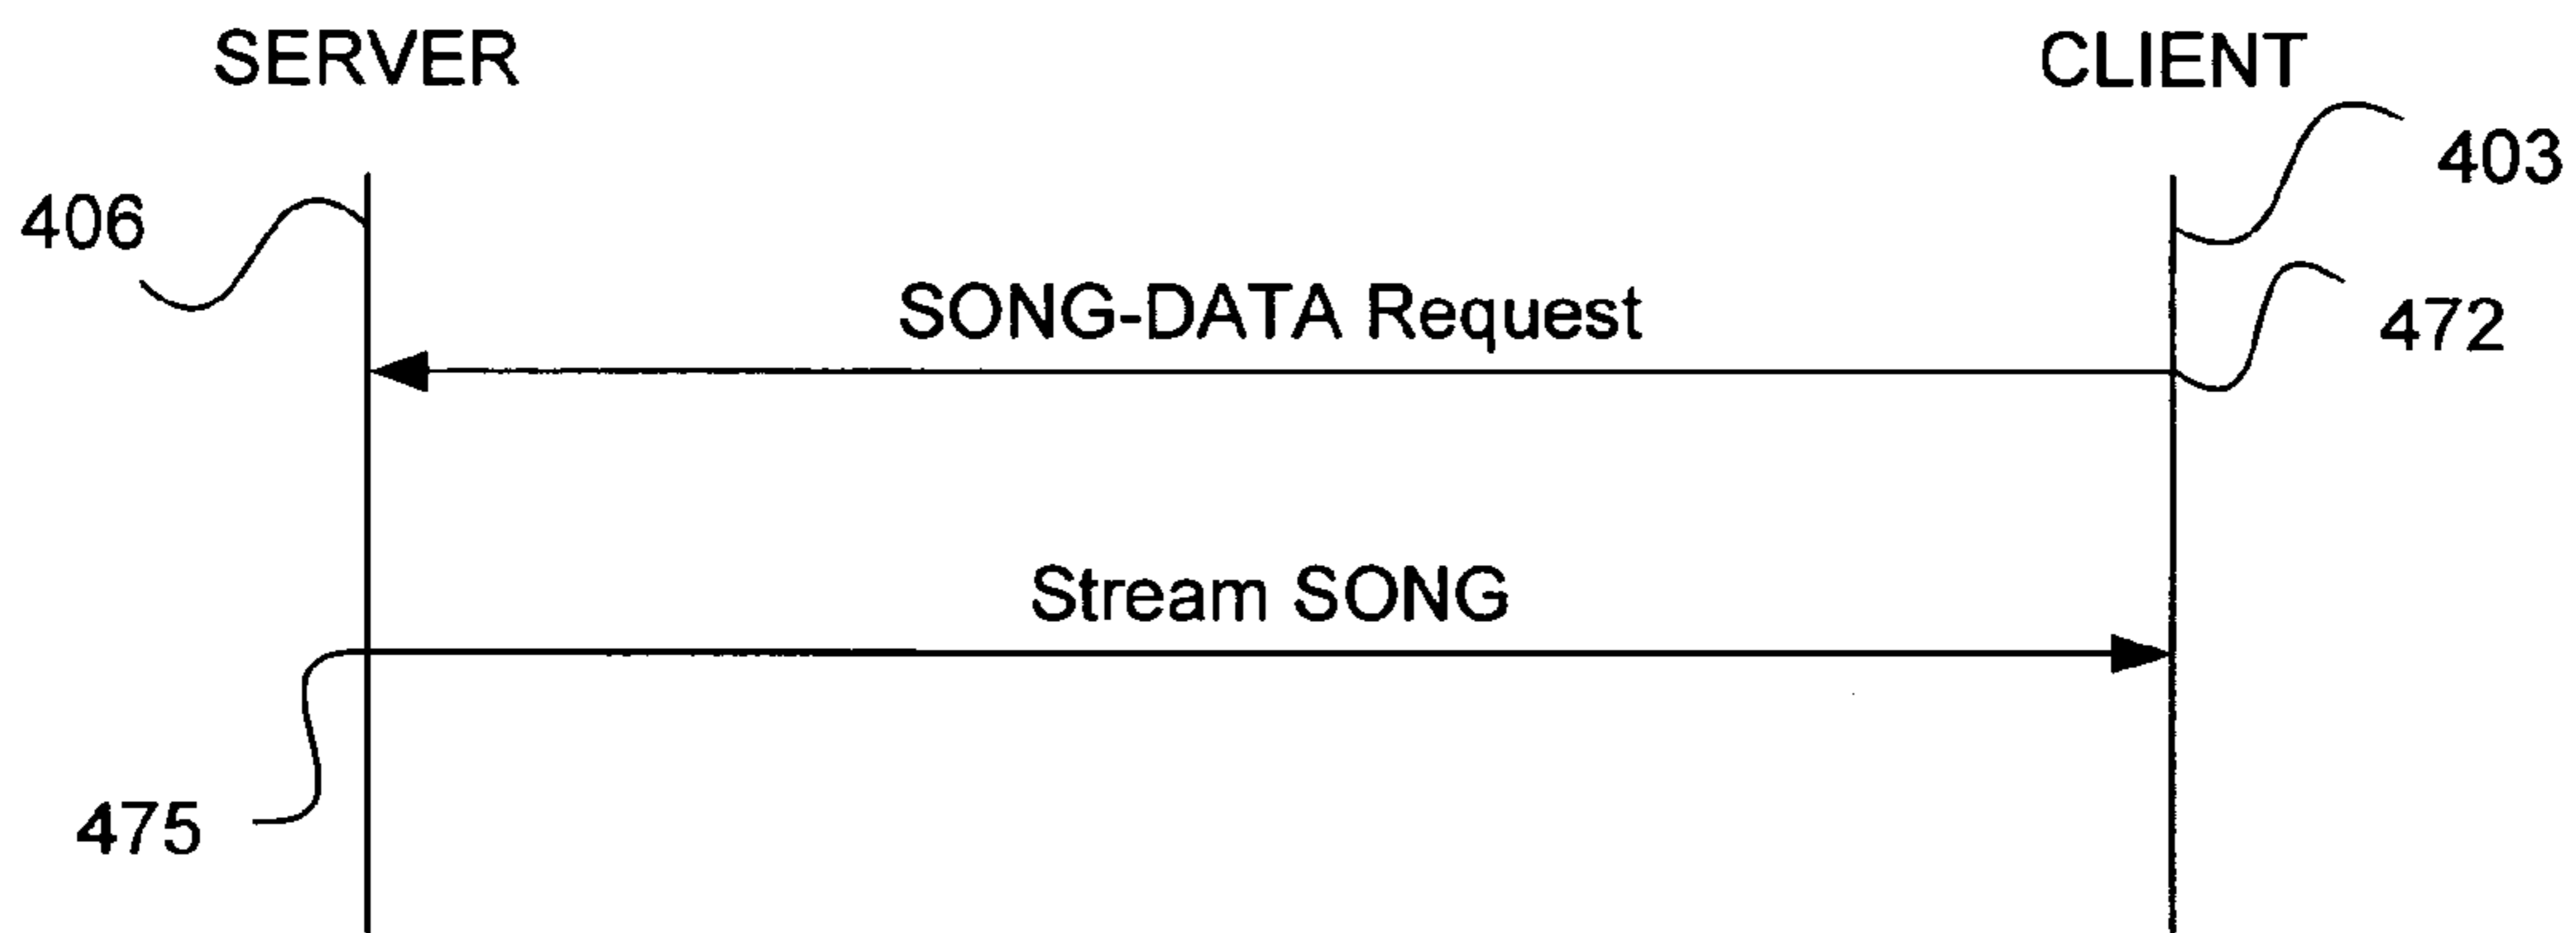 SERVER
CLIENT
403
406
SONG-DATA Request
472
Stream SONG
475